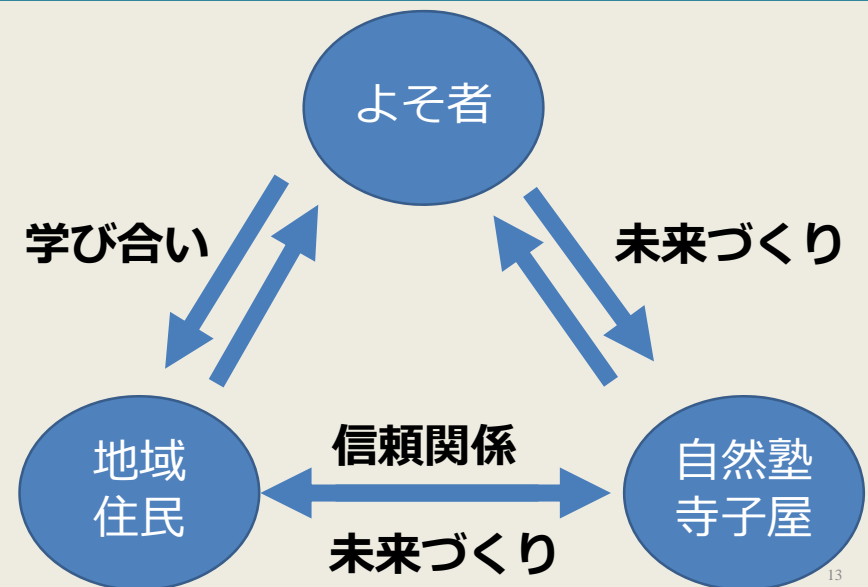 よそ者
学び合い
未来づくり
地域
住民
信頼関係
未来づくり
自然塾
寺子屋
13